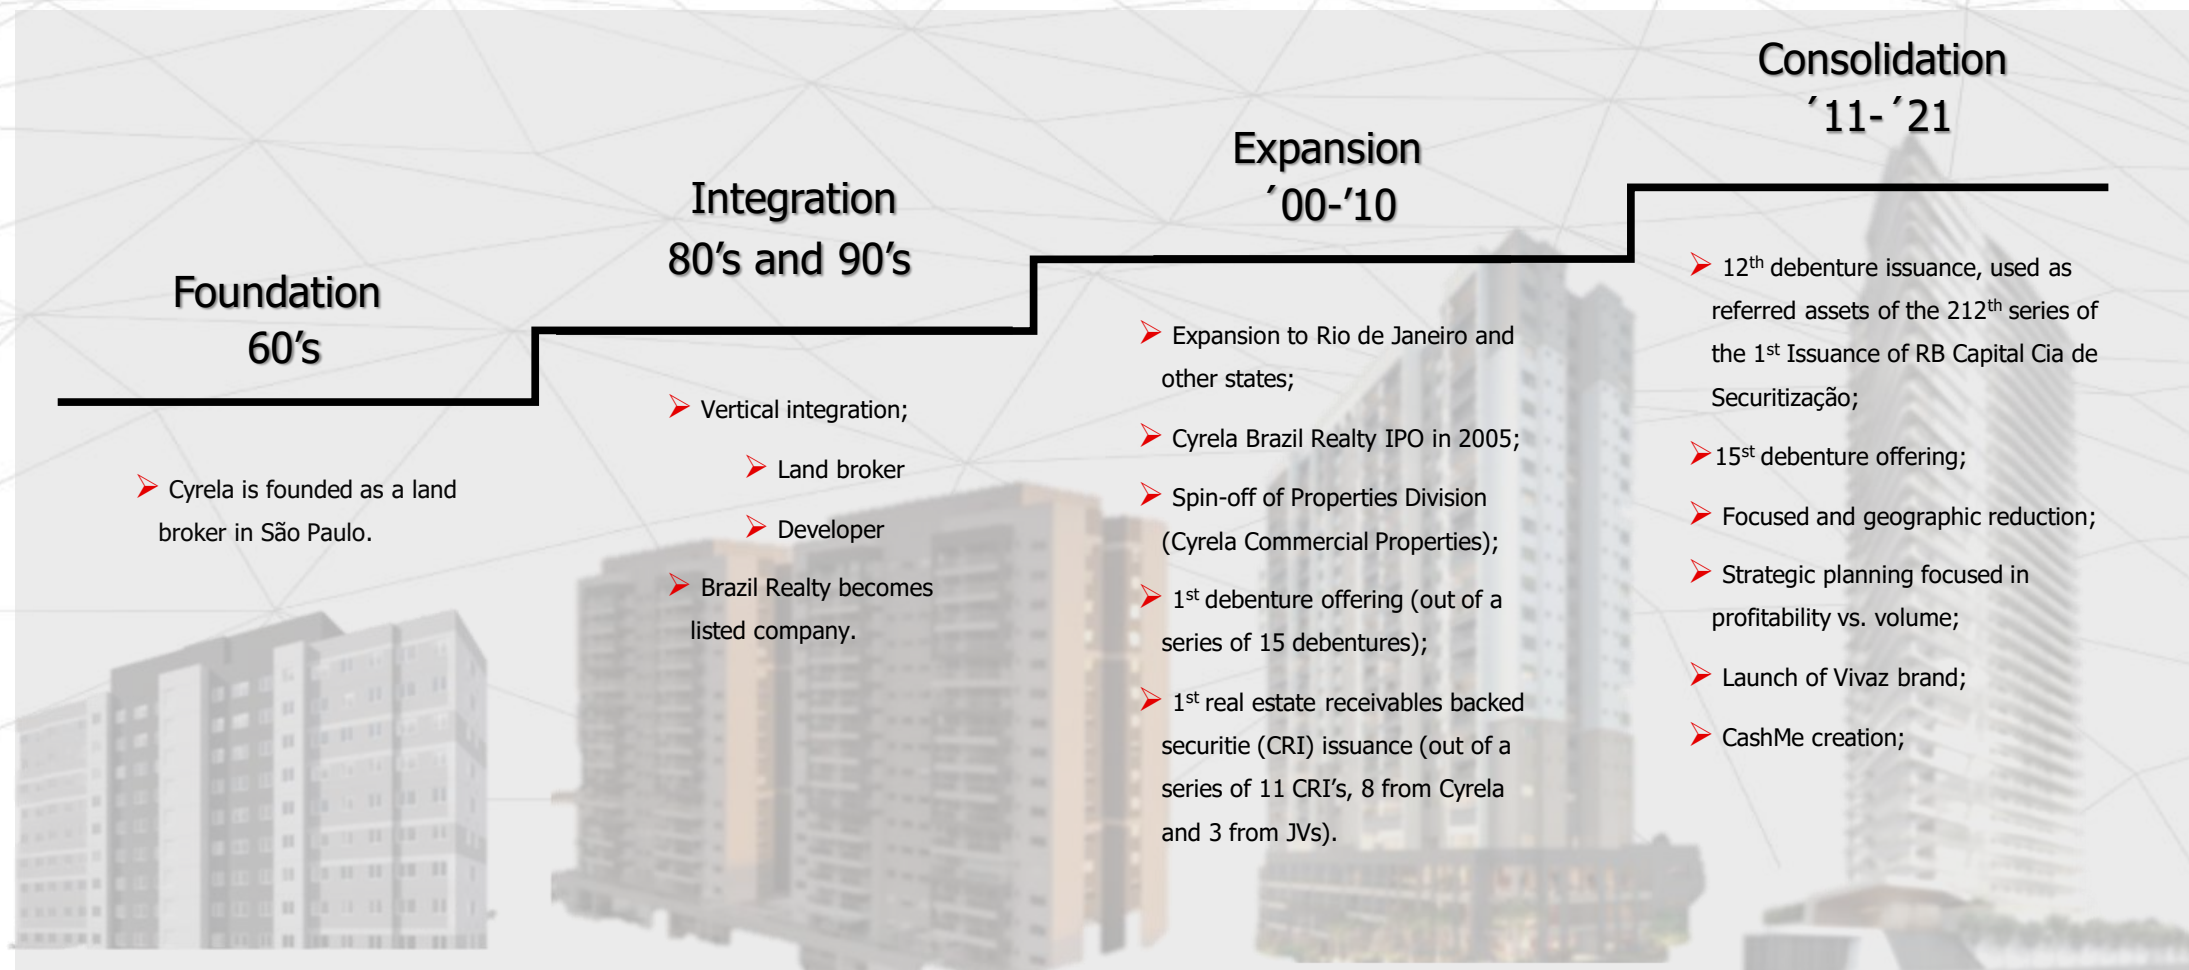 Foundation
60’s
➢ Cyrela is founded as a land
broker in São Paulo.
Integration
80’s and 90’s
➢ Vertical integration;
➢ Land broker
➢ Developer
➢ Brazil Realty becomes
listed company.
Expansion
´00-’10
➢ Expansion to Rio de Janeiro and
other states;
➢ Cyrela Brazil Realty IPO in 2005;
➢ Spin-off of Properties Division
(Cyrela Commercial Properties);
➢ 1st debenture offering (out of a
series of 15 debentures);
➢ 1st real estate receivables backed
securitie (CRI) issuance (out of a
series of 11 CRI’s, 8 from Cyrela
and 3 from JVs).
Consolidation
´11-´21
➢ 12th debenture issuance, used as
referred assets of the 212th series of
the 1st Issuance of RB Capital Cia de
Securitização;
➢ 15st debenture offering;
➢ Focused and geographic reduction;
➢ Strategic planning focused in
profitability vs. volume;
➢ Launch of Vivaz brand;
➢ CashMe creation;